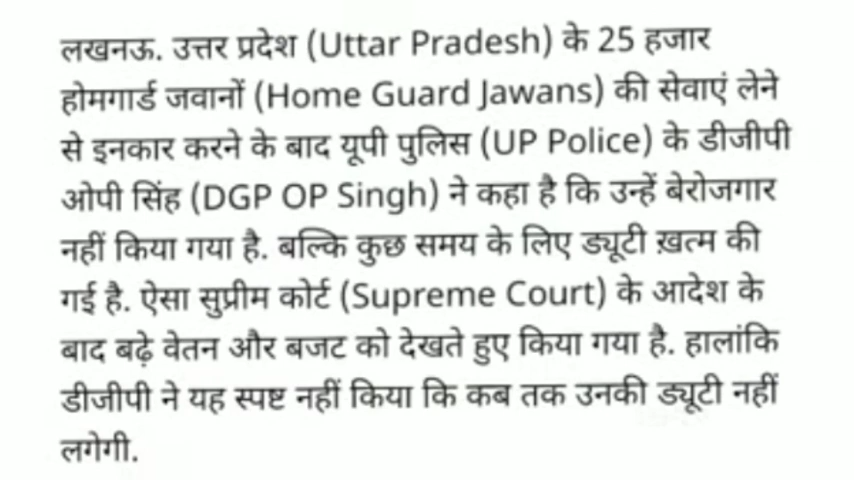 लखनऊ. उत्तर प्रदेश (Uttar Pradesh) के 25 हजार
होमगार्ड जवानों (Home Guard Jawans) की सेवाएं लेने
से इनकार करने के बाद यूपी पुलिस (UP Police) के डीजीपी
ओपी सिंह (DGP OP Singh) ने कहा है कि उन्हें बेरोजगार
नहीं किया गया है. बल्कि कुछ समय के लिए ड्यूटी ख़त्म की
गई है. ऐसा सुप्रीम कोर्ट (Supreme Court) के आदेश के
बाद बढ़े वेतन और बजट को देखते हुए किया गया है. हालांकि
डीजीपी ने यह स्पष्ट नहीं किया कि कब तक उनकी ड्यूटी नहीं
लगेगी.